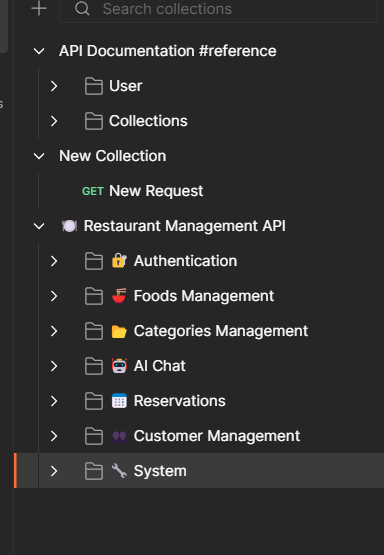 Search collections
API Documentation #reference
User
Collections
New Collection
GET New Request
🍽️ Restaurant Management API
🔐 Authentication
🍜 Foods Management
📂 Categories Management
🤖 AI Chat
📅 Reservations
👥 Customer Management
🔧 System